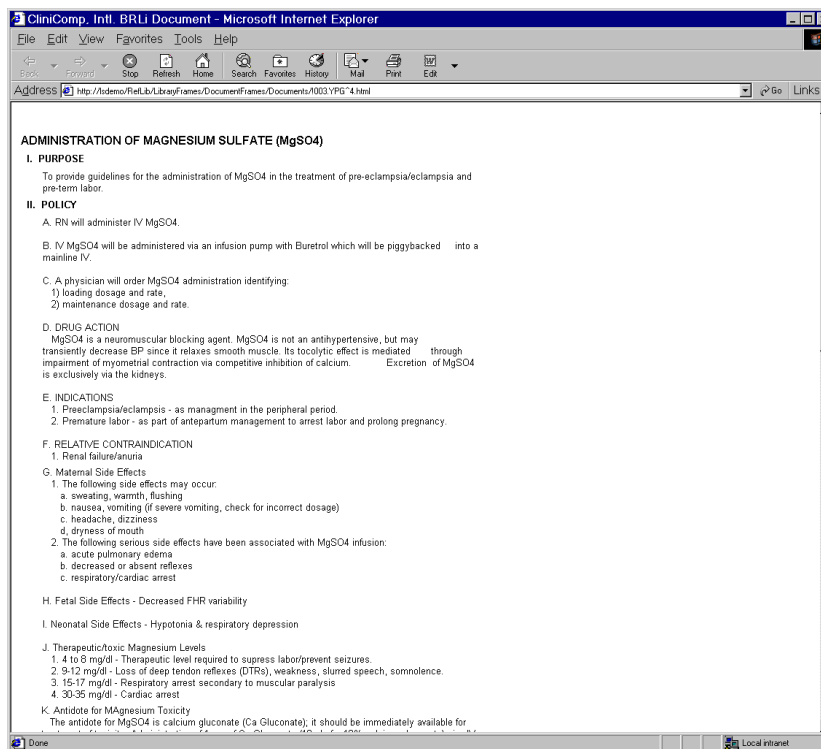 CliniComp, Intl. BRLi Document - Microsoft Internet Explorer
File Edit View Favorites Tools Help
Back Forward Stop Refresh Home Search Favorites History Mail Print Edit
Address http://lsdemo/RefLib/LibraryFrames/DocumentFrames/Documents/!003.YPG^4.html Go Links
ADMINISTRATION OF MAGNESIUM SULFATE (MgSO4)
I. PURPOSE
To provide guidelines for the administration of MgSO4 in the treatment of pre-eclampsia/eclampsia and
pre-term labor.
II. POLICY
A. RN will administer IV MgSO4.
B. IV MgSO4 will be administered via an infusion pump with Buretrol which will be piggybacked into a
mainline IV.
C. A physician will order MgSO4 administration identifying:
1) loading dosage and rate,
2) maintenance dosage and rate.
D. DRUG ACTION
MgSO4 is a neuromuscular blocking agent. MgSO4 is not an antihypertensive, but may
transiently decrease BP since it relaxes smooth muscle. Its tocolytic effect is mediated through
impairment of myometrial contraction via competitive inhibition of calcium. Excretion of MgSO4
is exclusively via the kidneys.
E. INDICATIONS
1. Preeclampsia/eclampsis - as managment in the peripheral period.
2. Premature labor - as part of antepartum management to arrest labor and prolong pregnancy.
F. RELATIVE CONTRAINDICATION
1. Renal failure/anuria
G. Maternal Side Effects
1. The following side effects may occur:
a. sweating, warmth, flushing
b. nausea, vomiting (if severe vomiting, check for incorrect dosage)
c. headache, dizziness
d, dryness of mouth
2. The following serious side effects have been associated with MgSO4 infusion:
a. acute pulmonary edema
b. decreased or absent reflexes
c. respiratory/cardiac arrest
H. Fetal Side Effects - Decreased FHR variability
I. Neonatal Side Effects - Hypotonia & respiratory depression
J. Therapeutic/toxic Magnesium Levels
1. 4 to 8 mg/dl - Therapeutic level required to supress labor/prevent seizures.
2. 9-12 mg/dl - Loss of deep tendon reflexes (DTRs), weakness, slurred speech, somnolence.
3. 15-17 mg/dl - Respiratory arrest secondary to muscular paralysis
4. 30-35 mg/dl - Cardiac arrest
K. Antidote for MAgnesium Toxicity
The antidote for MgSO4 is calcium gluconate (Ca Gluconate); it should be immediately available for
Done Local intranet